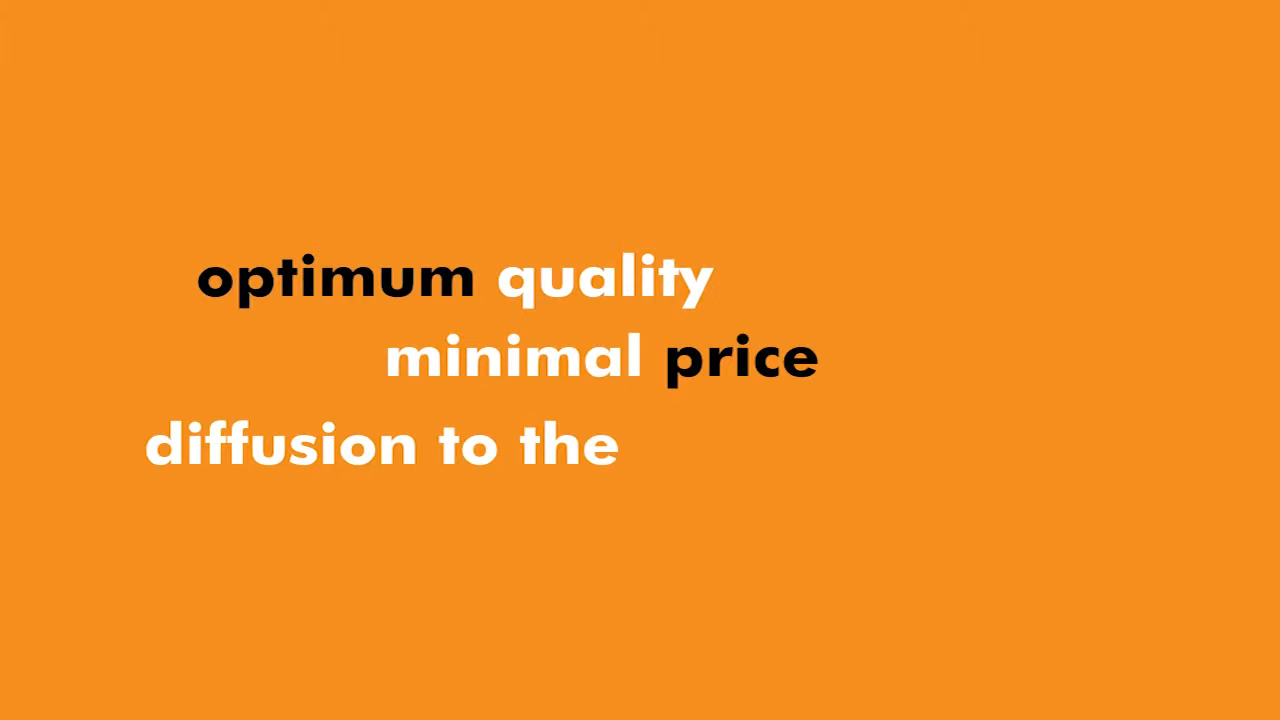 optimum quality
minimal price
diffusion to the